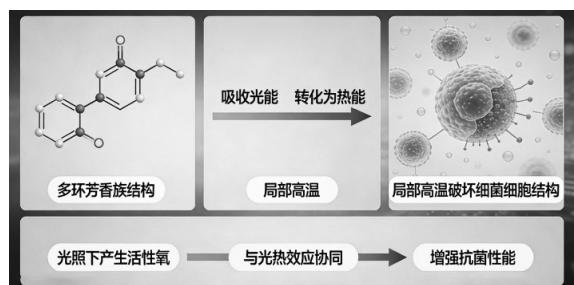 吸收光能 转化为热能
多环芳香族结构
局部高温
局部高温破坏细菌细胞结构
光照下产生活性氧
与光热效应协同
增强抗菌性能